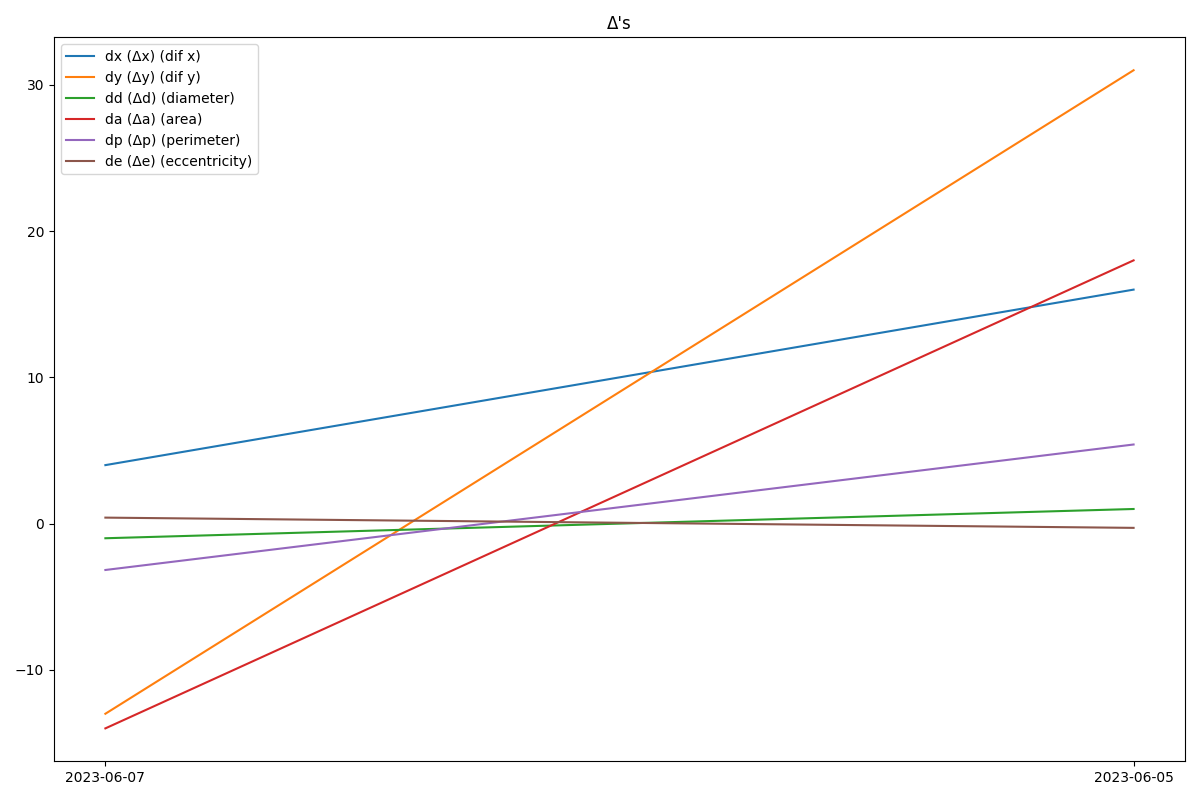 Δ's
dx (Δx) (dif x)
dy (Δy) (dif y)
dd (Δd) (diameter)
da (Δa) (area)
dp (Δp) (perimeter)
de (Δe) (eccentricity)
30
20
10
0
−10
2023-06-07
2023-06-05